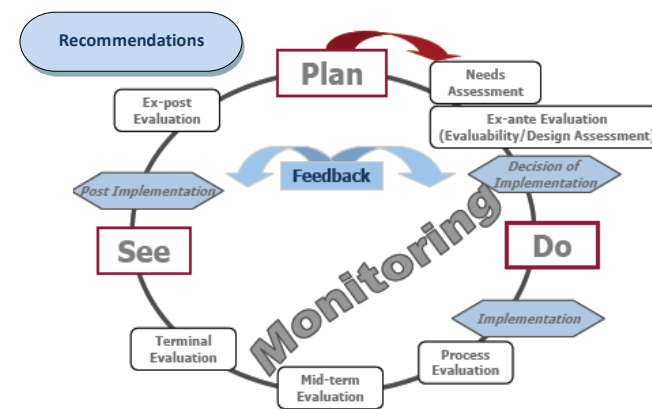 Recommendations
Plan
Needs
Assessment
Ex-post
Evaluation
Ex-ante Evaluation
(Evaluability/Design Assessment)
Feedback
Post Implementation
Decision of
Implementation
Monitoring
See
Do
Implementation
Terminal
Evaluation
Process
Evaluation
Mid-term
Evaluation